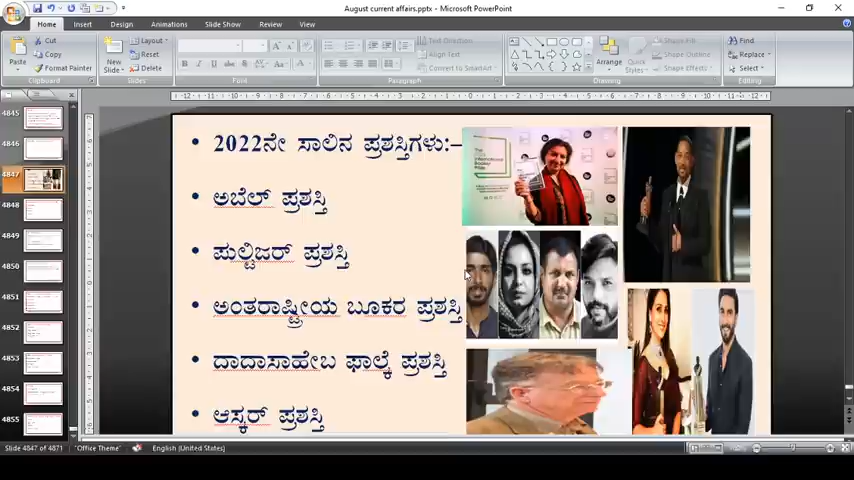 August current affairs.pptx - Microsoft PowerPoint
Home Insert Design Animations Slide Show Review View
Cut
Copy
Format Painter
Paste
Clipboard
New Slide
Layout
Reset
Delete
Slides
Font
Text Direction
Align Text
Convert to SmartArt
Paragraph
Arrange
Quick Styles
Shape Fill
Shape Outline
Shape Effects
Drawing
Find
Replace
Select
Editing
4845
4846
4847
4848
4849
4850
4851
4852
4853
4854
4855
• 2022ನೇ ಸಾಲಿನ ಪ್ರಶಸ್ತಿಗಳು:–
• ಅಬೆಲ್ ಪ್ರಶಸ್ತಿ
• ಪುಲ್ಟಿಜರ್ ಪ್ರಶಸ್ತಿ
• ಅಂತರಾಷ್ಟ್ರೀಯ ಬೂಕರ ಪ್ರಶಸ್ತಿ
• ದಾದಾಸಾಹೇಬ ಫಾಲ್ಕೆ ಪ್ರಶಸ್ತಿ
• ಆಸ್ಕರ್ ಪ್ರಶಸ್ತಿ
Slide 4847 of 4871 "Office Theme" English (United States)